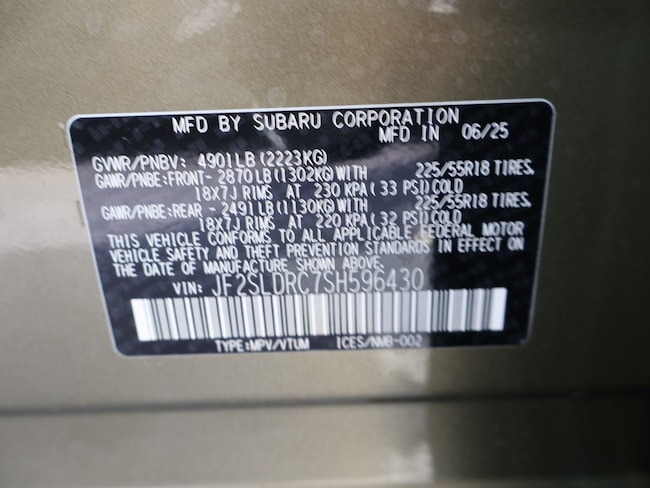 MFD BY SUBARU CORPORATION
MFD IN 06/25
GVWR/PNBV: 4901LB(2223KG)
GAWR/PNBE:FRONT- 2870LB(1302KG)WITH 225/55R18 TIRES,
18X7J RIMS AT 230 KPA( 33 PSI)COLD
GAWR/PNBE:REAR - 2491LB(1130KG)WITH 225/55R18 TIRES,
18X7J RIMS AT 220 KPA( 32 PSI)COLD
THIS VEHICLE CONFORMS TO ALL APPLICABLE FEDERAL MOTOR
VEHICLE SAFETY AND THEFT PREVENTION STANDARDS IN EFFECT ON
THE DATE OF MANUFACTURE SHOWN ABOVE.
VIN: JF2SLDRC7SH596430
TYPE:MPV/VTUM ICES/NMB-002